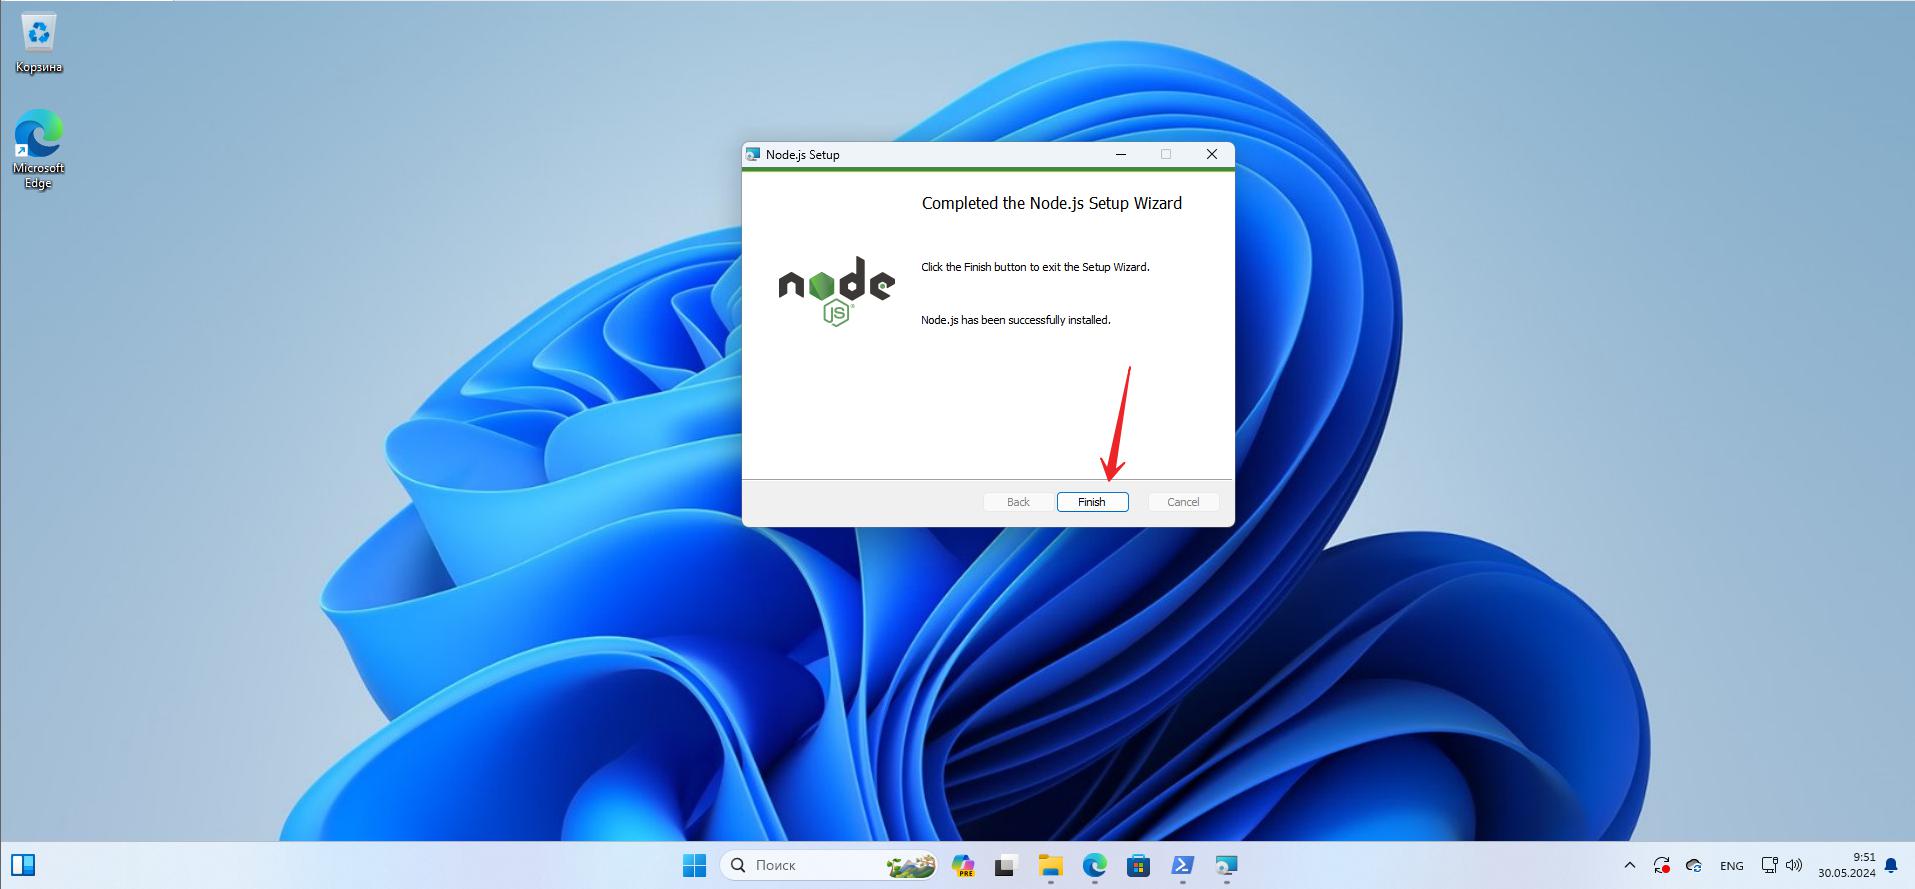 Корзина
Microsoft
Edge
Node.js Setup
Completed the Node.js Setup Wizard
Click the Finish button to exit the Setup Wizard.
node
JS
Node.js has been successfully installed.
Back
Finish
Cancel
Поиск
PRE
ENG
9:51
30.05.2024